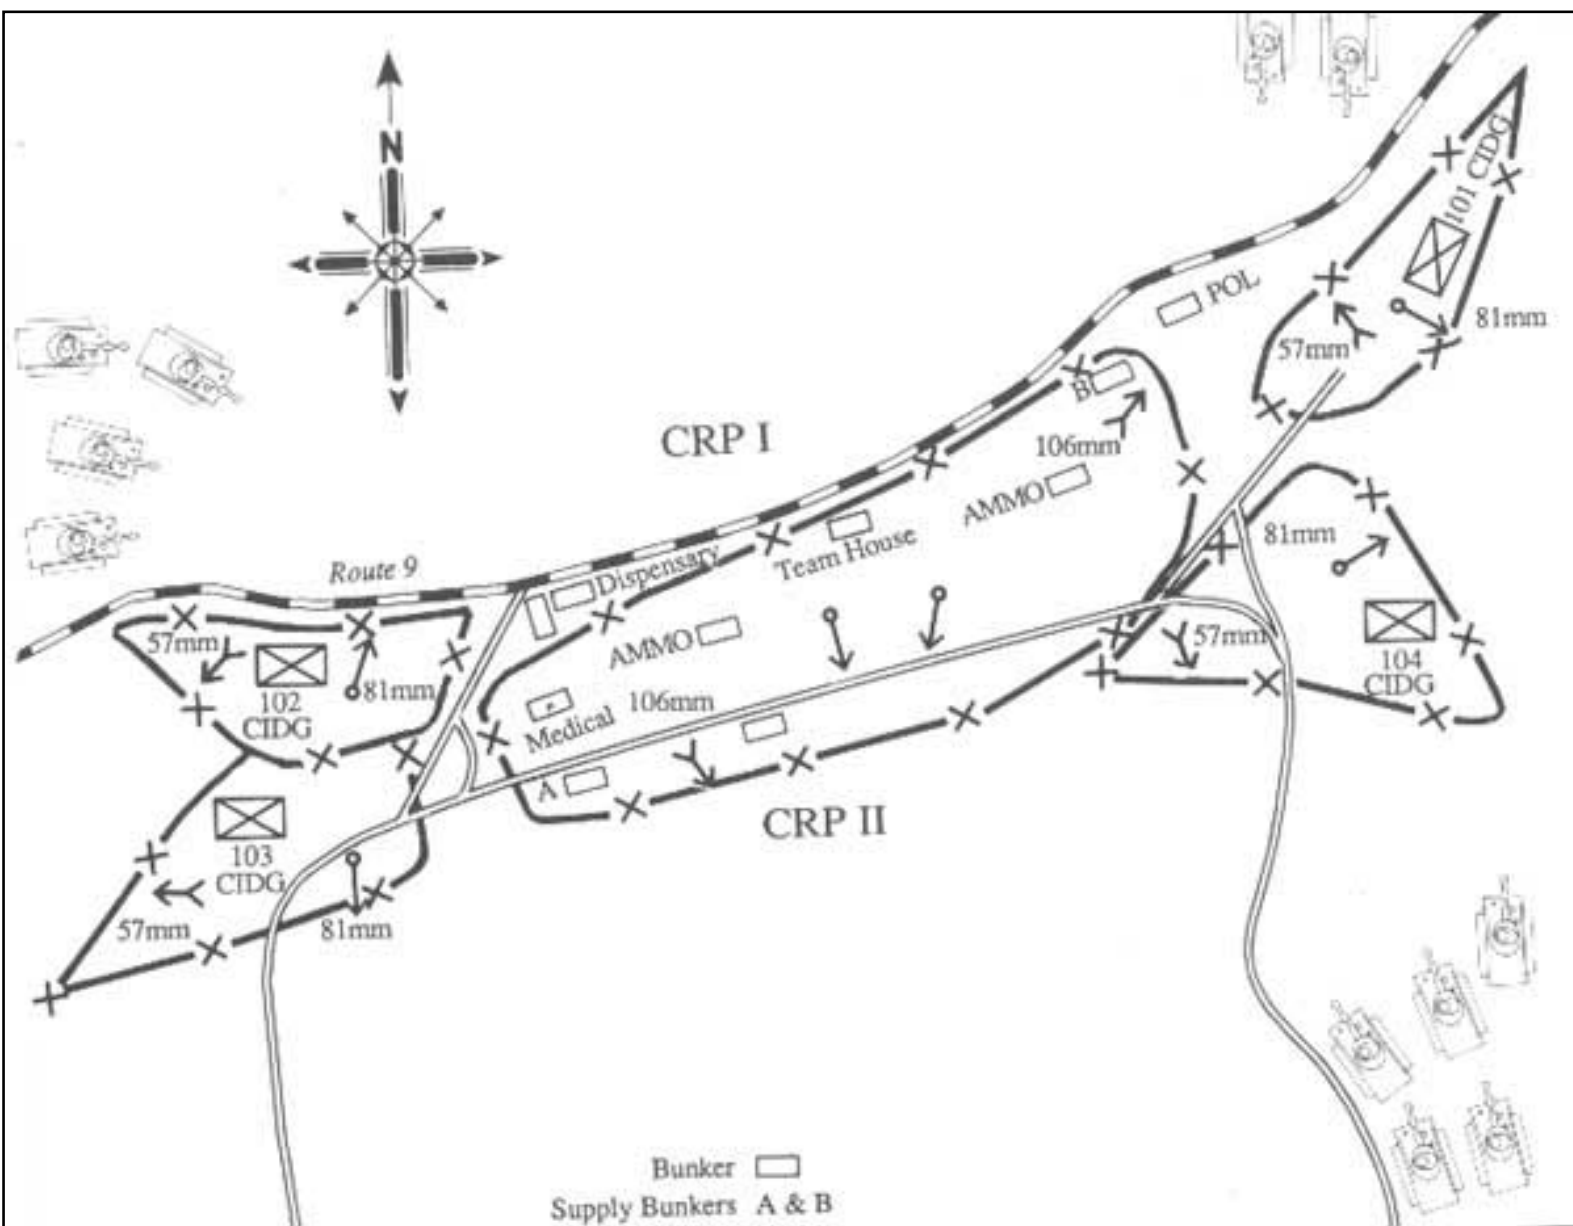 N
101 CIDG
POL
81mm
57mm
B
CRP I
106mm
AMMO
81mm
Team House
Route 9
Dispensary
57mm
AMMO
57mm
102
CIDG
81mm
106mm
104
CIDG
Medical
A
CRP II
103
CIDG
57mm
81mm
Bunker
Supply Bunkers A & B